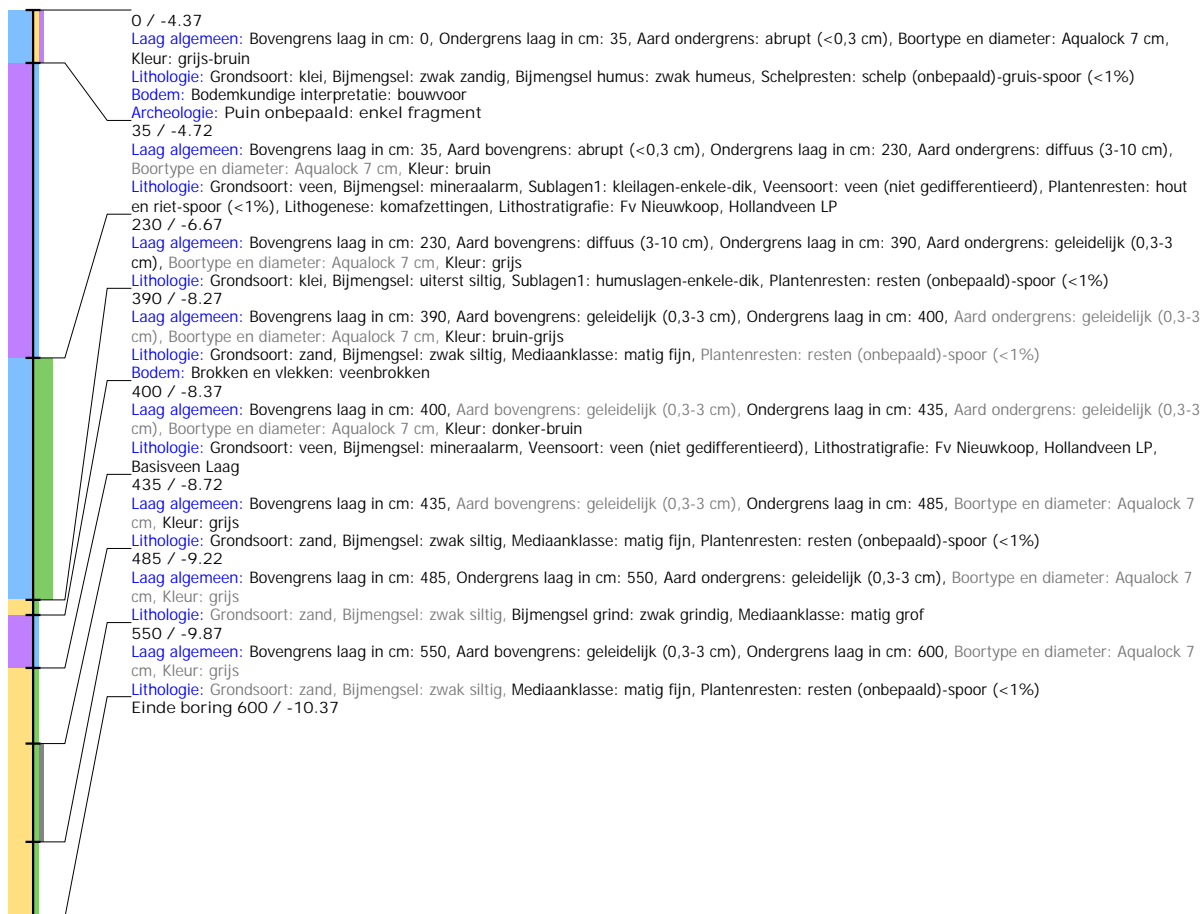 0 / -4.37
Laag algemeen: Bovengrens laag in cm: 0, Ondergrens laag in cm: 35, Aard ondergrens: abrupt (<0,3 cm), Boortype en diameter: Aqualock 7 cm,
Kleur: grijs-bruin
Lithologie: Grondsoort: klei, Bijmengsel: zwak zandig, Bijmengsel humus: zwak humeus, Schelpresten: schelp (onbepaald)-gruis-spoor (<1%)
Bodem: Bodemkundige interpretatie: bouwvoor
Archeologie: Puin onbepaald: enkel fragment
35 / -4.72
Laag algemeen: Bovengrens laag in cm: 35, Aard bovengrens: abrupt (<0,3 cm), Ondergrens laag in cm: 230, Aard ondergrens: diffuus (3-10 cm),
Boortype en diameter: Aqualock 7 cm, Kleur: bruin
Lithologie: Grondsoort: veen, Bijmengsel: mineraalarm, Sublagen1: kleilagen-enkele-dik, Veensoort: veen (niet gedifferentieerd), Plantenresten: hout
en riet-spoor (<1%), Lithogenese: komafzettingen, Lithostratigrafie: Fv Nieuwkoop, Hollandveen LP
230 / -6.67
Laag algemeen: Bovengrens laag in cm: 230, Aard bovengrens: diffuus (3-10 cm), Ondergrens laag in cm: 390, Aard ondergrens: geleidelijk (0,3-3
cm), Boortype en diameter: Aqualock 7 cm, Kleur: grijs
Lithologie: Grondsoort: klei, Bijmengsel: uiterst siltig, Sublagen1: humuslagen-enkele-dik, Plantenresten: resten (onbepaald)-spoor (<1%)
390 / -8.27
Laag algemeen: Bovengrens laag in cm: 390, Aard bovengrens: geleidelijk (0,3-3 cm), Ondergrens laag in cm: 400, Aard ondergrens: geleidelijk (0,3-3
cm), Boortype en diameter: Aqualock 7 cm, Kleur: bruin-grijs
Lithologie: Grondsoort: zand, Bijmengsel: zwak siltig, Mediaanklasse: matig fijn, Plantenresten: resten (onbepaald)-spoor (<1%)
Bodem: Brokken en vlekken: veenbrokken
400 / -8.37
Laag algemeen: Bovengrens laag in cm: 400, Aard bovengrens: geleidelijk (0,3-3 cm), Ondergrens laag in cm: 435, Aard ondergrens: geleidelijk (0,3-3
cm), Boortype en diameter: Aqualock 7 cm, Kleur: donker-bruin
Lithologie: Grondsoort: veen, Bijmengsel: mineraalarm, Veensoort: veen (niet gedifferentieerd), Lithostratigrafie: Fv Nieuwkoop, Hollandveen LP,
Basisveen Laag
435 / -8.72
Laag algemeen: Bovengrens laag in cm: 435, Aard bovengrens: geleidelijk (0,3-3 cm), Ondergrens laag in cm: 485, Boortype en diameter: Aqualock 7
cm, Kleur: grijs
Lithologie: Grondsoort: zand, Bijmengsel: zwak siltig, Mediaanklasse: matig fijn, Plantenresten: resten (onbepaald)-spoor (<1%)
485 / -9.22
Laag algemeen: Bovengrens laag in cm: 485, Ondergrens laag in cm: 550, Aard ondergrens: geleidelijk (0,3-3 cm), Boortype en diameter: Aqualock 7
cm, Kleur: grijs
Lithologie: Grondsoort: zand, Bijmengsel: zwak siltig, Bijmengsel grind: zwak grindig, Mediaanklasse: matig grof
550 / -9.87
Laag algemeen: Bovengrens laag in cm: 550, Aard bovengrens: geleidelijk (0,3-3 cm), Ondergrens laag in cm: 600, Boortype en diameter: Aqualock 7
cm, Kleur: grijs
Lithologie: Grondsoort: zand, Bijmengsel: zwak siltig, Mediaanklasse: matig fijn, Plantenresten: resten (onbepaald)-spoor (<1%)
Einde boring 600 / -10.37